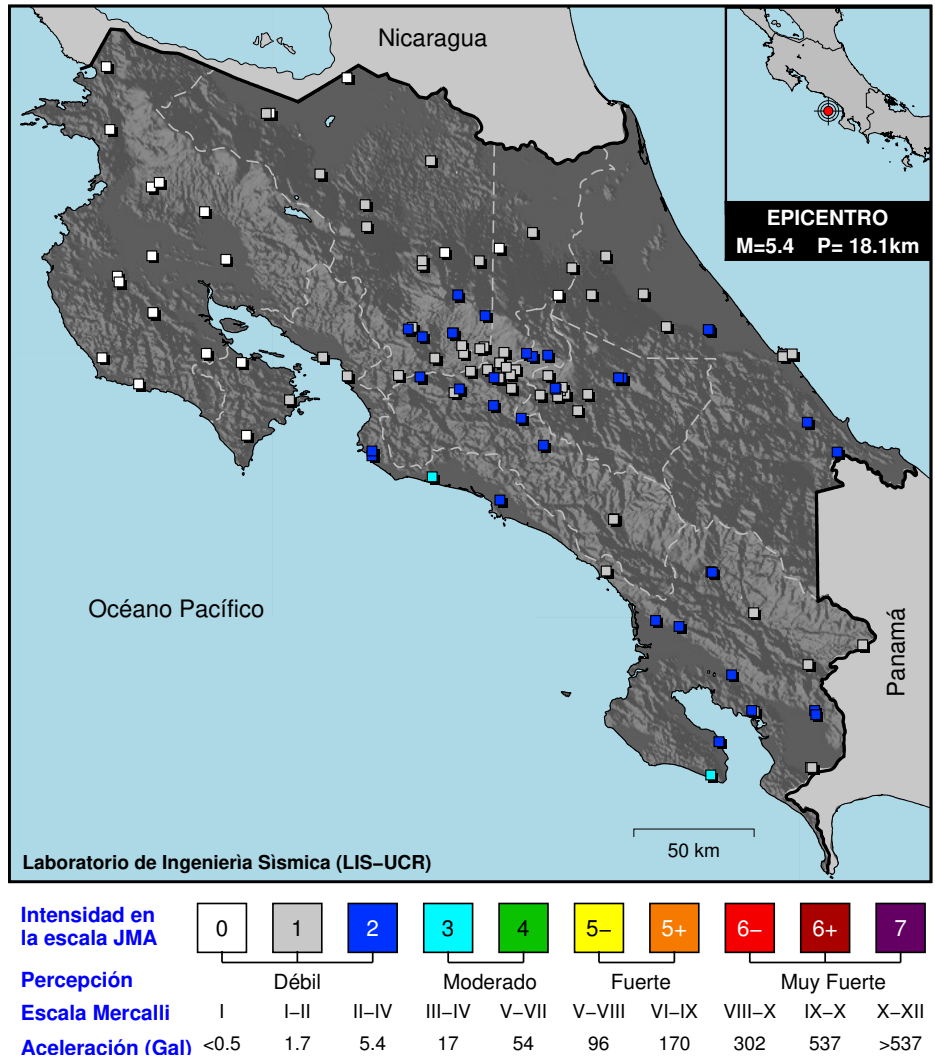 Nicaragua
EPICENTRO
M=5.4 P= 18.1km
Océano Pacífico
Panamá
50 km
Laboratorio de Ingenierìa Sìsmica (LIS−UCR)
Intensidad en
la escala JMA
0 1 2 3 4 5− 5+ 6− 6+ 7
Percepción Débil Moderado Fuerte Muy Fuerte
Escala Mercalli I I−II II−IV III−IV V−VII V−VIII VI−IX VIII−X IX−X X−XII
Aceleración (Gal) <0.5 1.7 5.4 17 54 96 170 302 537 >537